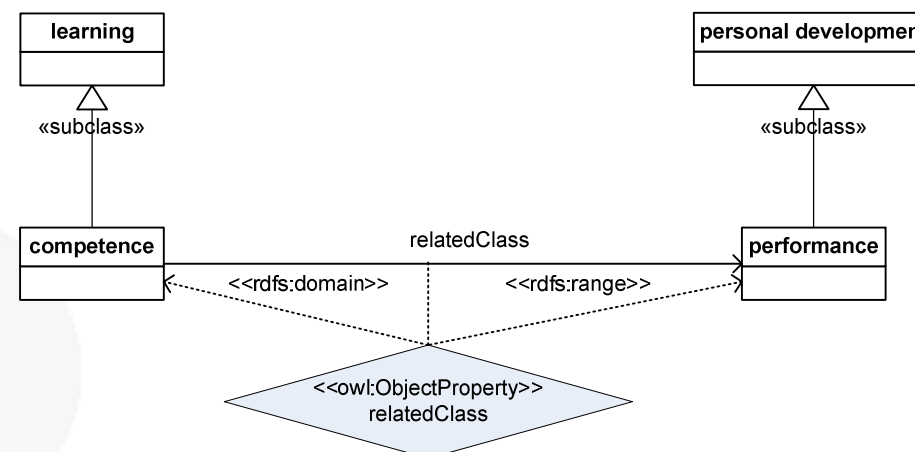 learning
personal developmen
«subclass»
«subclass»
competence
relatedClass
performance
<<rdfs:domain>>
<<rdfs:range>>
<<owl:ObjectProperty>>
relatedClass